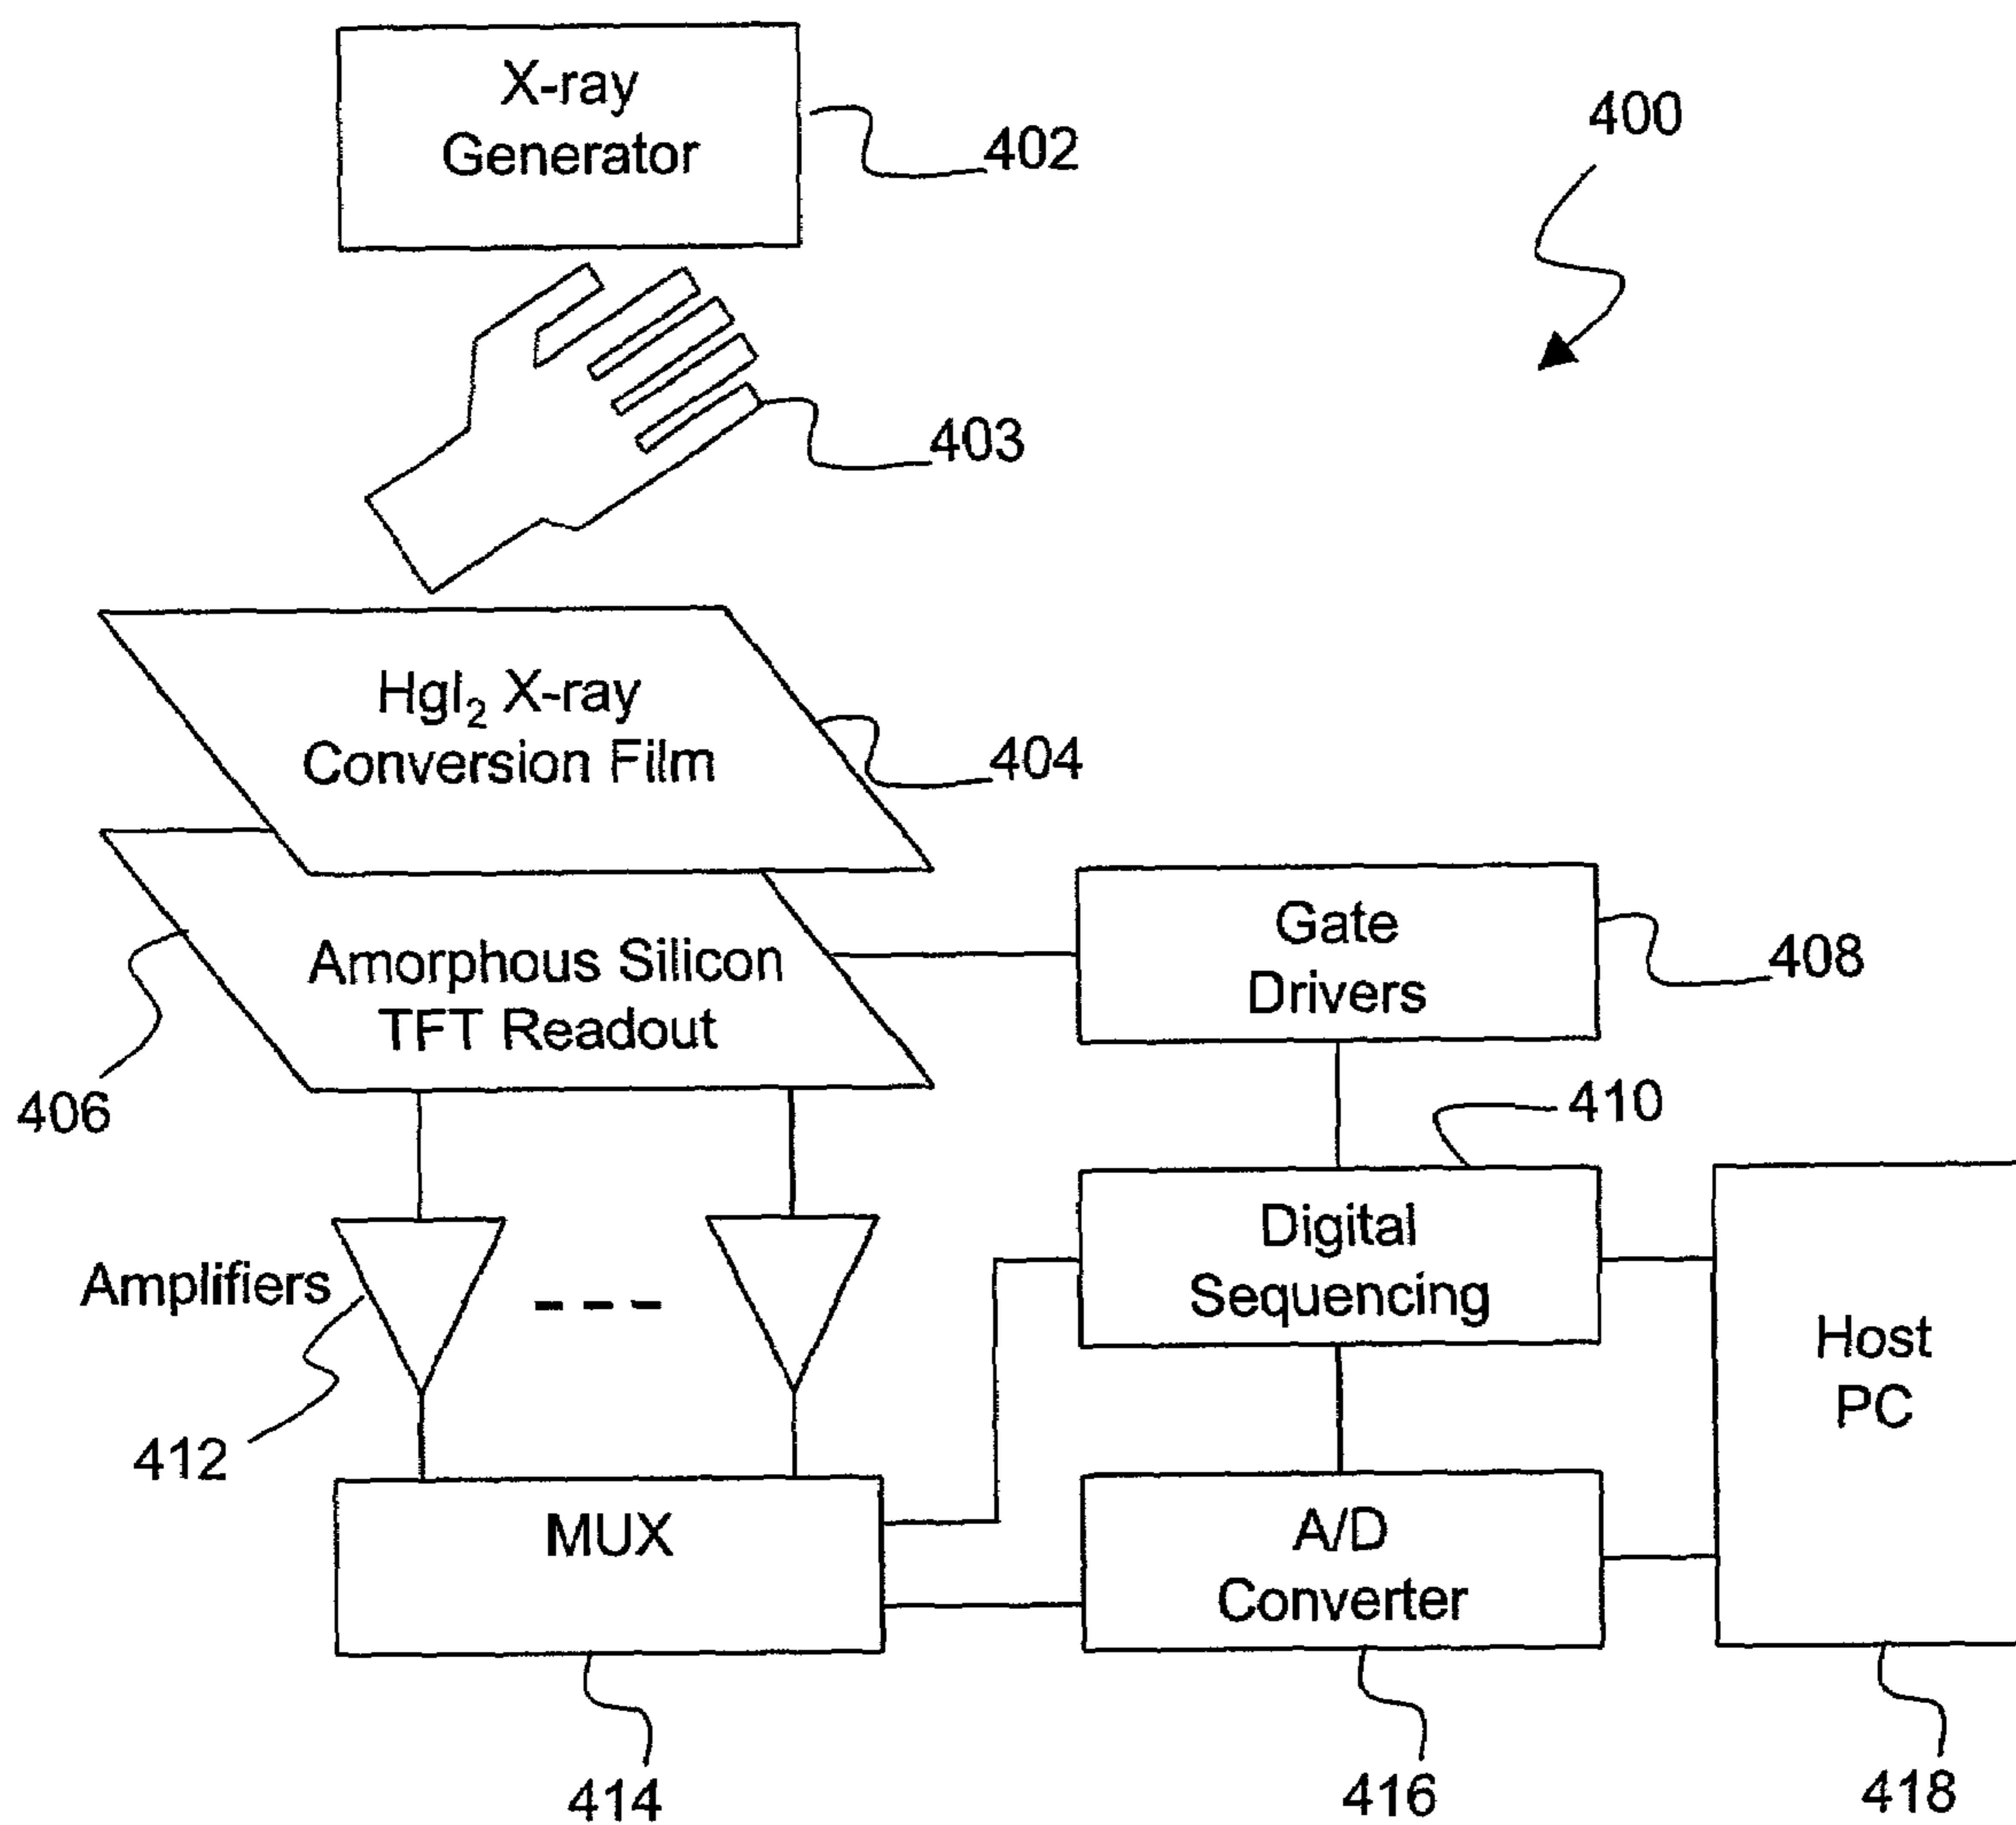 X-ray
Generator
402
400
403
HgI₂ X-ray
Conversion Film
404
Amorphous Silicon
TFT Readout
406
Gate
Drivers
408
410
Digital
Sequencing
Host
PC
Amplifiers
412
MUX
A/D
Converter
414
416
418